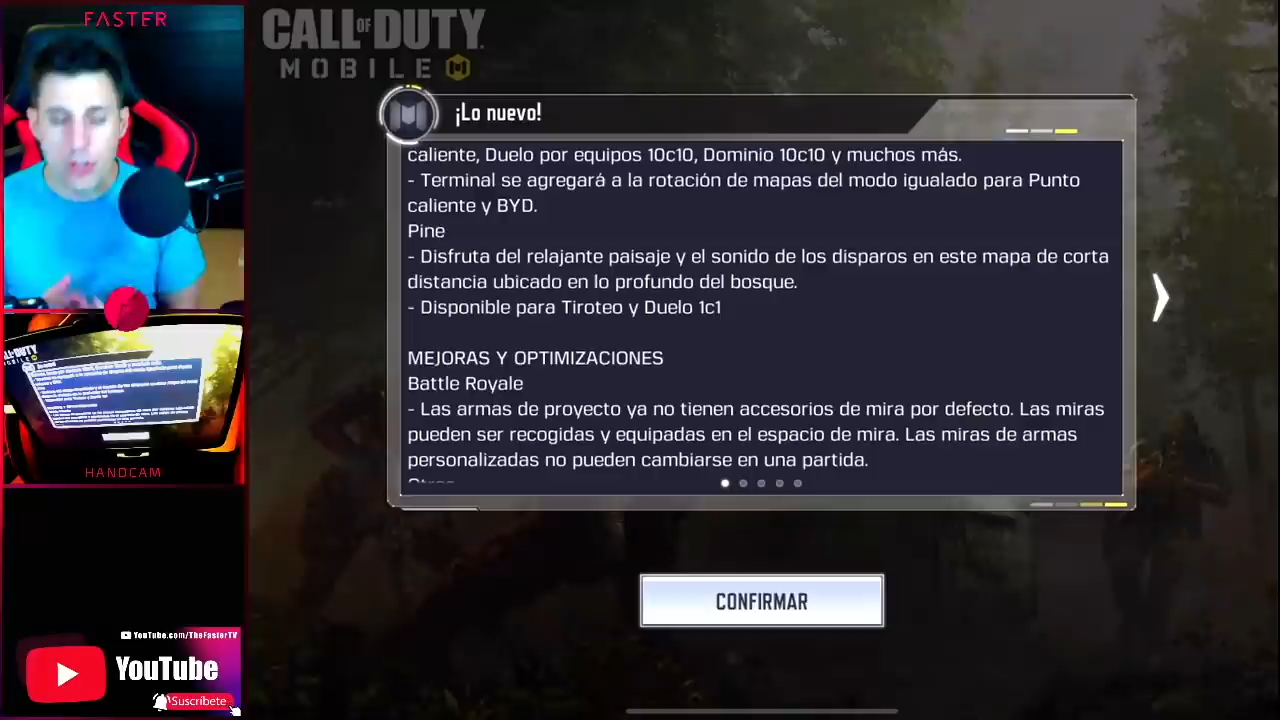 FASTER
CALL OF DUTY
MOBILE
¡Lo nuevo!
caliente, Duelo por equipos 10c10, Dominio 10c10 y muchos más.
- Terminal se agregará a la rotación de mapas del modo igualado para Punto
caliente y BYD.
Pine
- Disfruta del relajante paisaje y el sonido de los disparos en este mapa de corta
distancia ubicado en lo profundo del bosque.
- Disponible para Tiroteo y Duelo 1c1
MEJORAS Y OPTIMIZACIONES
Battle Royale
- Las armas de proyecto ya no tienen accesorios de mira por defecto. Las miras
pueden ser recogidas y equipadas en el espacio de mira. Las miras de armas
personalizadas no pueden cambiarse en una partida.
CONFIRMAR
HANDCAM
YouTube.com/TheFasterTV
YouTube
Suscríbete